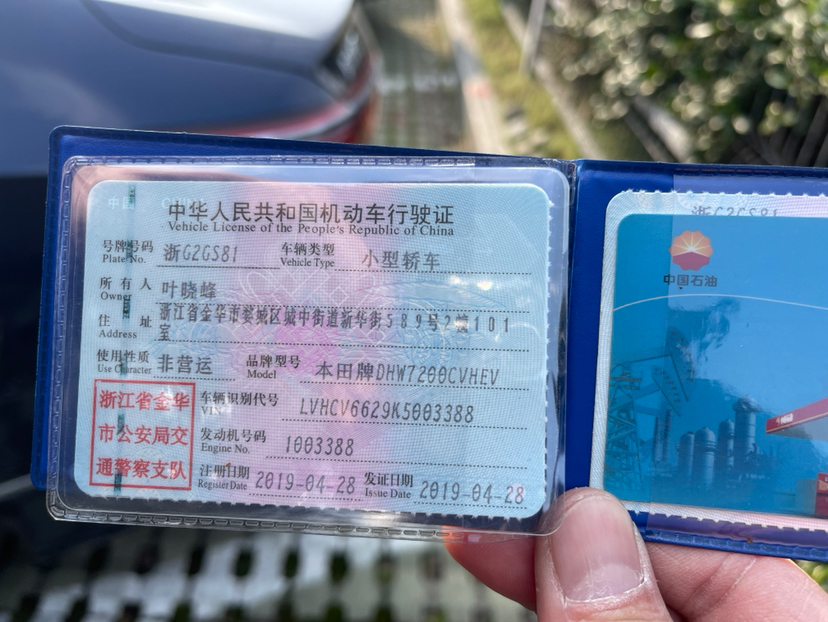 中华人民共和国机动车行驶证
Vehicle License of the People's Republic of China
号牌号码 浙G2GS81 车辆类型 小型轿车
Plate No. Vehicle Type
所有人 叶晓峰
Owner
住址 浙江省金华市婺城区城中街道新华街589号2幢101
Address 室
使用性质 非营运 品牌型号 本田牌DHW7200CVHEV
Use Character Model
浙江省金华
市公安局交
通警察支队
车辆识别代号 LVHCV6629K5003388
VIN
发动机号码 1003388
Engine No.
注册日期 2019-04-28 发证日期 2019-04-28
Register Date Issue Date
浙G2GS81
中国石油